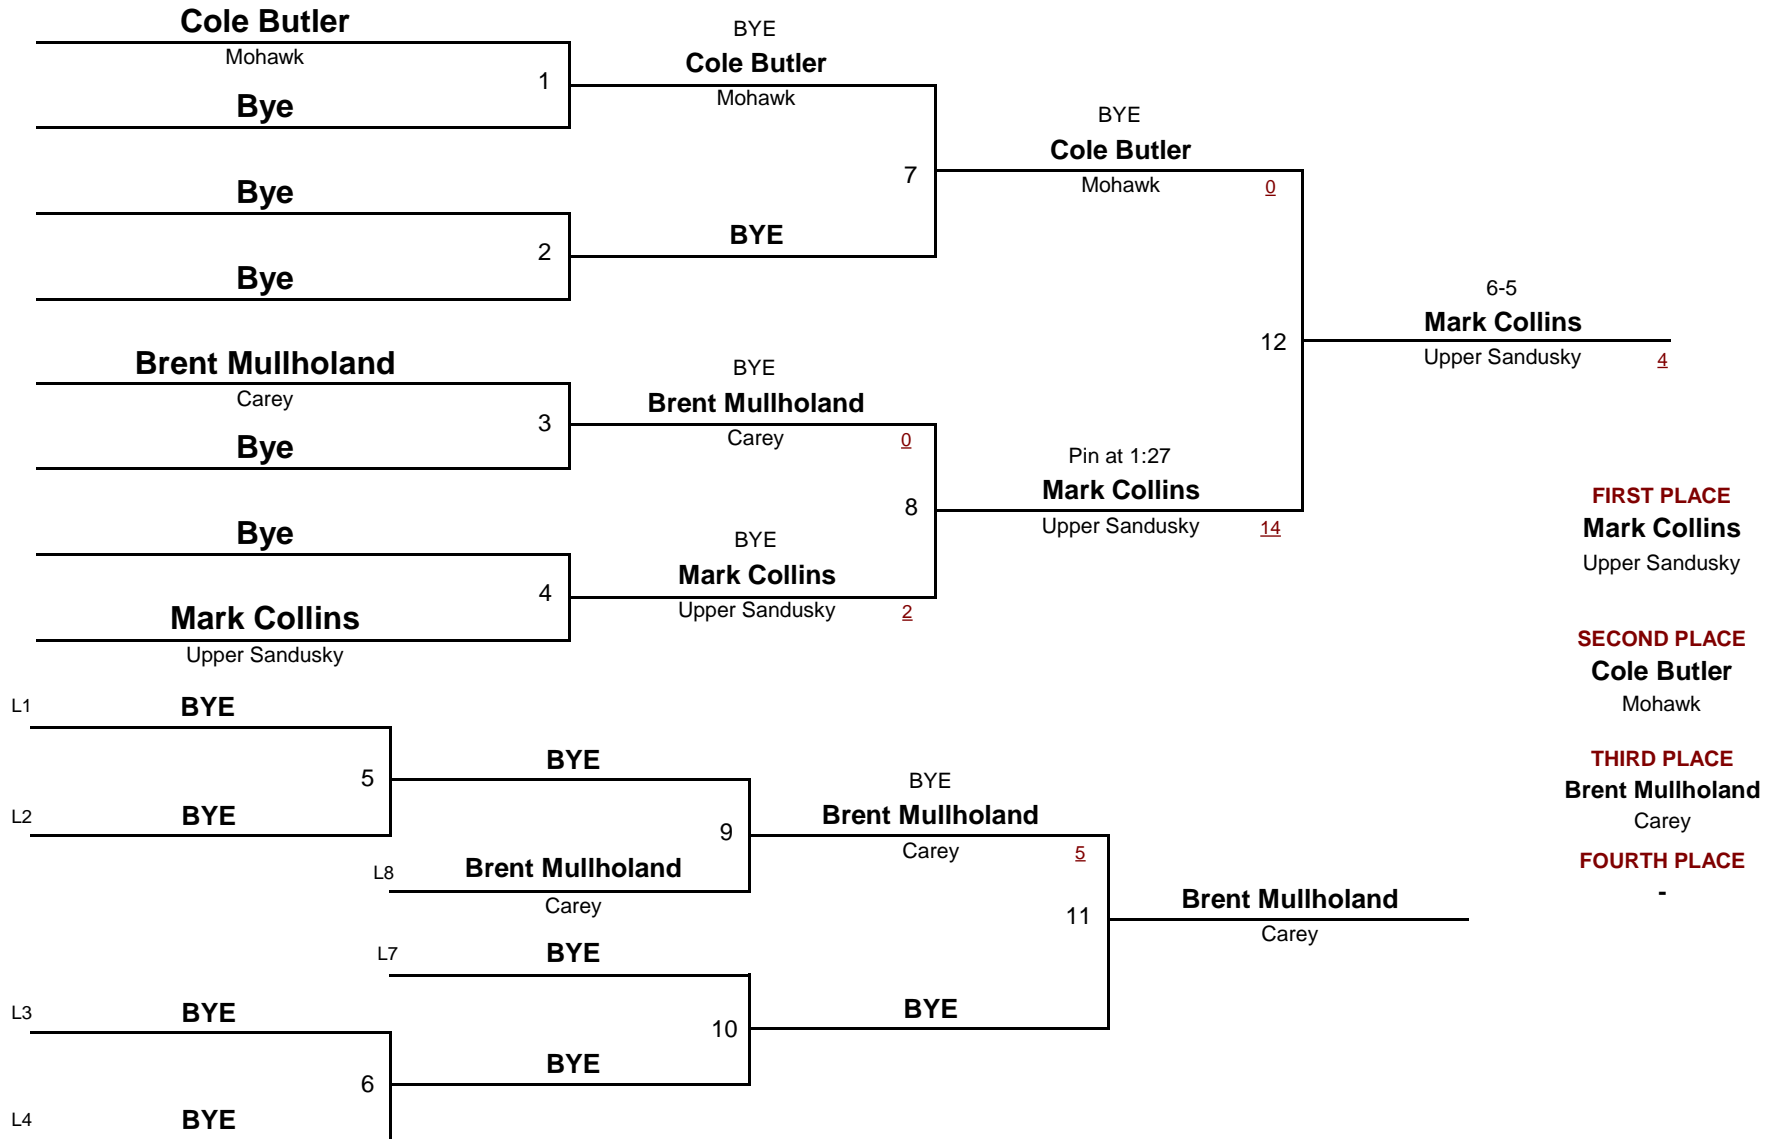 Cole Butler
Mohawk
1
Bye
BYE
Cole Butler
Mohawk
Bye
2
Bye
BYE
7
BYE
Cole Butler
Mohawk
0
Brent Mullholand
Carey
3
Bye
BYE
Brent Mullholand
Carey
0
Bye
4
Mark Collins
Upper Sandusky
BYE
Mark Collins
Upper Sandusky
2
8
Pin at 1:27
Mark Collins
Upper Sandusky
14
12
6-5
Mark Collins
Upper Sandusky
4
FIRST PLACE
Mark Collins
Upper Sandusky
SECOND PLACE
Cole Butler
Mohawk
THIRD PLACE
Brent Mullholand
Carey
FOURTH PLACE
-
L1
BYE
5
L2
BYE
BYE
9
L8
Brent Mullholand
Carey
BYE
Brent Mullholand
Carey
5
L7
BYE
L3
BYE
10
BYE
6
L4
BYE
BYE
11
Brent Mullholand
Carey